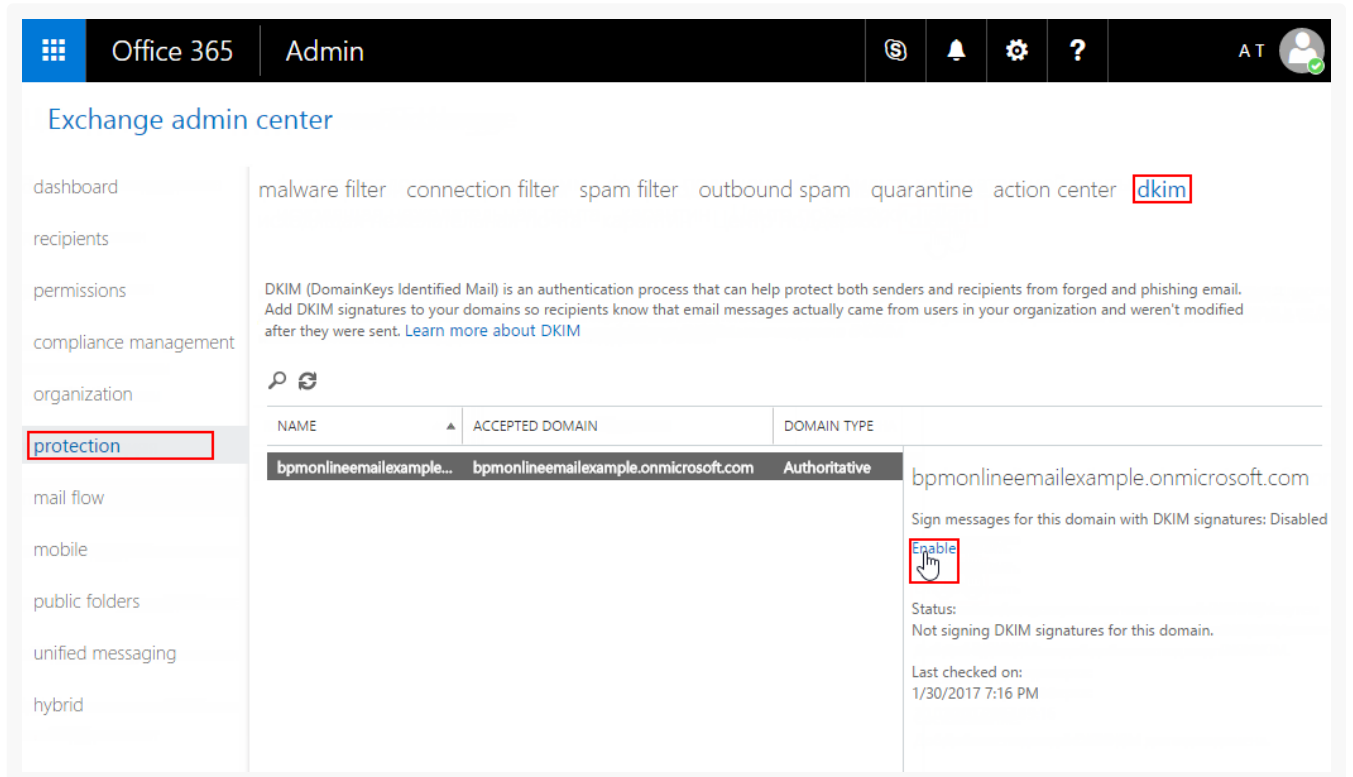 Office 365 Admin A T
Exchange admin center
dashboard
recipients
permissions
compliance management
organization
protection
mail flow
mobile
public folders
unified messaging
hybrid
malware filter connection filter spam filter outbound spam quarantine action center dkim
DKIM (DomainKeys Identified Mail) is an authentication process that can help protect both senders and recipients from forged and phishing email.
Add DKIM signatures to your domains so recipients know that email messages actually came from users in your organization and weren't modified
after they were sent. Learn more about DKIM
NAME ACCEPTED DOMAIN DOMAIN TYPE
bpmonlineemailexample... bpmonlineemailexample.onmicrosoft.com Authoritative
bpmonlineemailexample.onmicrosoft.com
Sign messages for this domain with DKIM signatures: Disabled
Enable
Status:
Not signing DKIM signatures for this domain.
Last checked on:
1/30/2017 7:16 PM